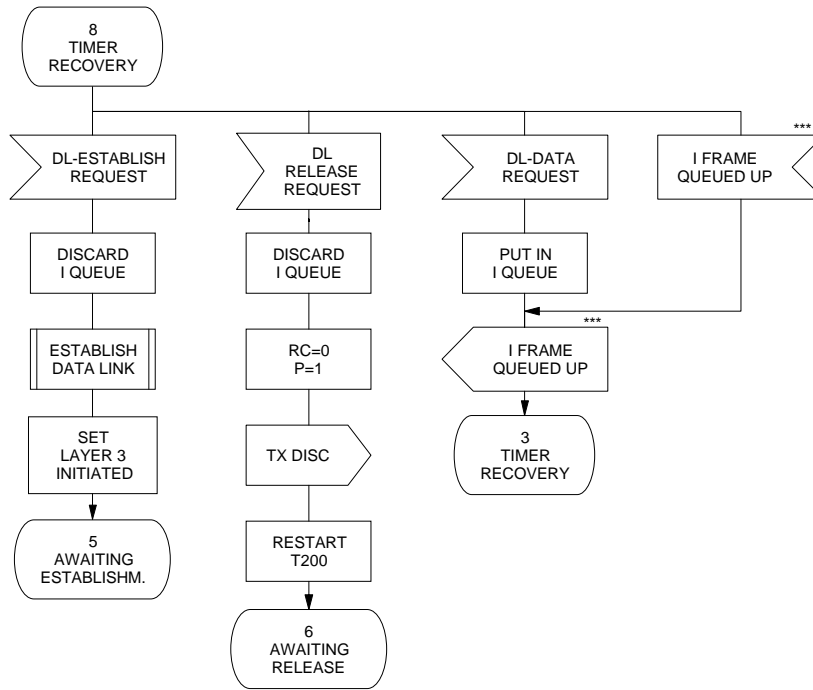 8
TIMER
RECOVERY
DL-ESTABLISH
REQUEST
DISCARD
I QUEUE
ESTABLISH
DATA LINK
SET
LAYER 3
INITIATED
5
AWAITING
ESTABLISHM.
DL
RELEASE
REQUEST
DISCARD
I QUEUE
RC=0
P=1
TX DISC
RESTART
T200
6
AWAITING
RELEASE
DL-DATA
REQUEST
PUT IN
I QUEUE
***
I FRAME
QUEUED UP
3
TIMER
RECOVERY
***
I FRAME
QUEUED UP